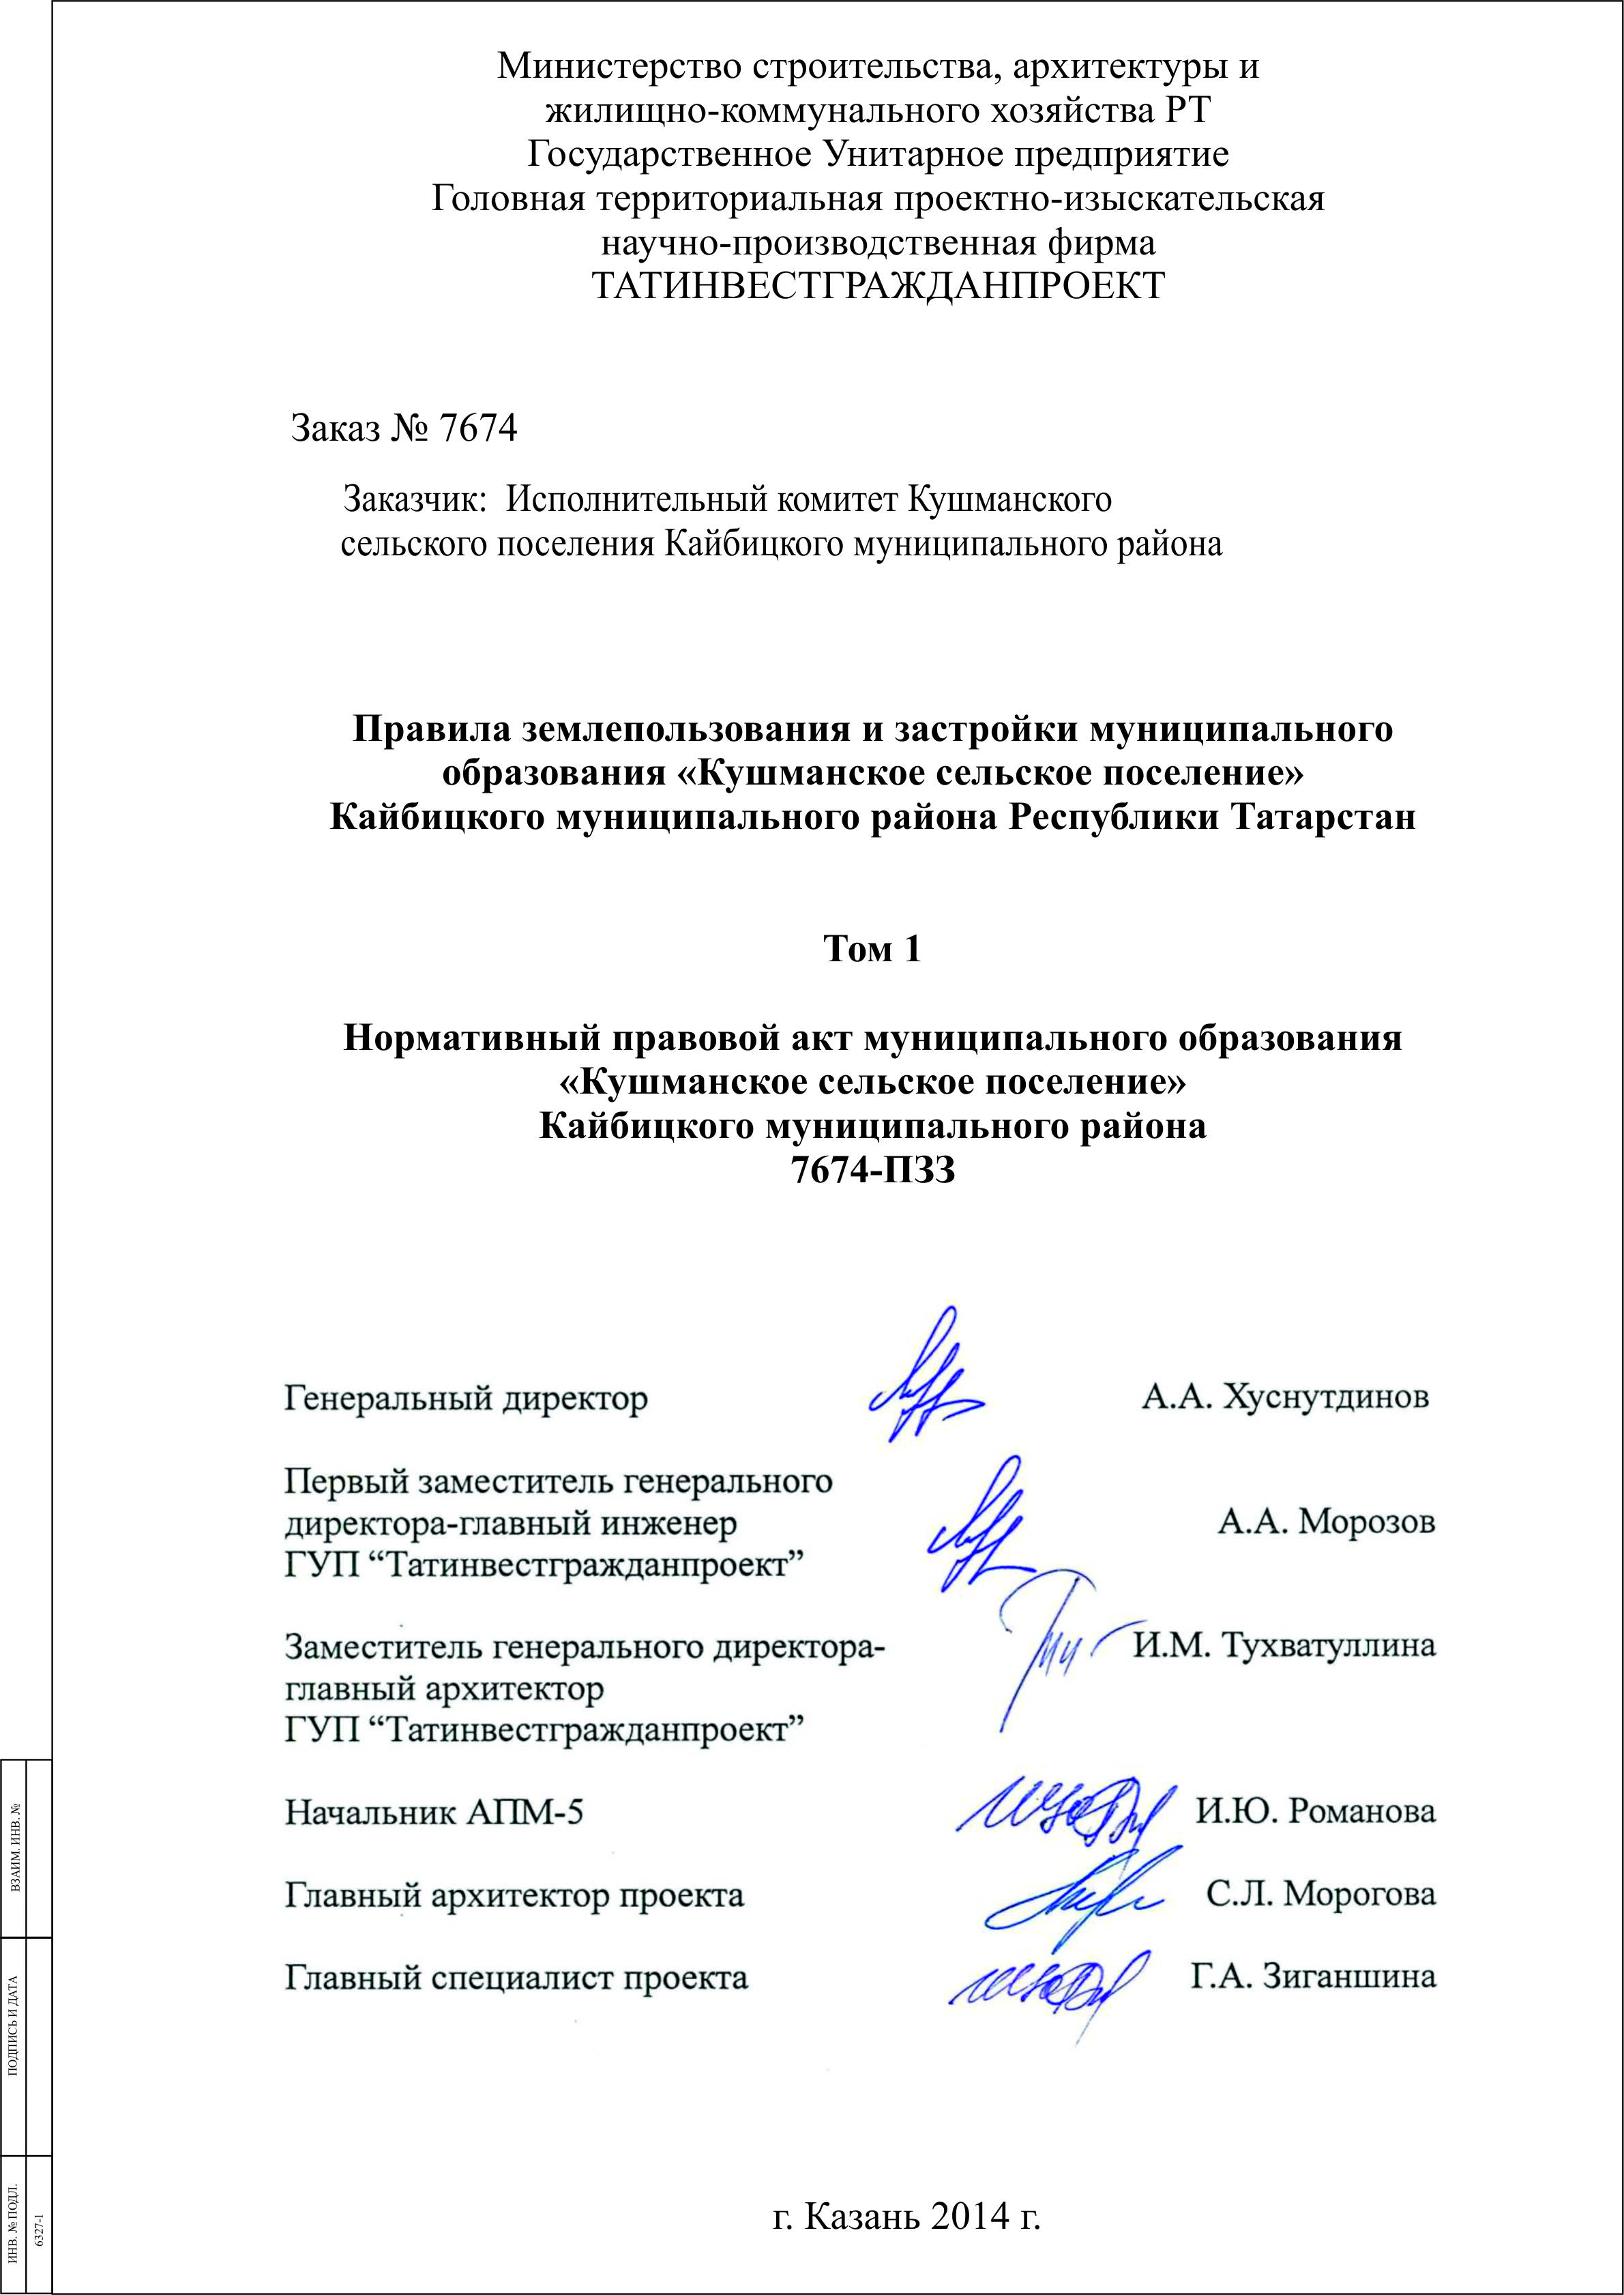 Министерство строительства, архитектуры и
жилищно-коммунального хозяйства РТ
Государственное Унитарное предприятие
Головная территориальная проектно-изыскательская
научно-производственная фирма
ТАТИНВЕСТГРАЖДАНПРОЕКТ
Заказ № 7674
Заказчик: Исполнительный комитет Кушманского
сельского поселения Кайбицкого муниципального района
Правила землепользования и застройки муниципального
образования «Кушманское сельское поселение»
Кайбицкого муниципального района Республики Татарстан
Том 1
Нормативный правовой акт муниципального образования
«Кушманское сельское поселение»
Кайбицкого муниципального района
7674-ПЗЗ
Генеральный директор А.А. Хуснутдинов
Первый заместитель генерального
директора-главный инженер А.А. Морозов
ГУП “Татинвестгражданпроект”
Заместитель генерального директора- И.М. Тухватуллина
главный архитектор
ГУП “Татинвестгражданпроект”
Начальник АПМ-5 И.Ю. Романова
Главный архитектор проекта С.Л. Морогова
Главный специалист проекта Г.А. Зиганшина
г. Казань 2014 г.
ВЗАИМ. ИНВ. №
ПОДПИСЬ И ДАТА
ИНВ. № ПОДЛ.
6327-1